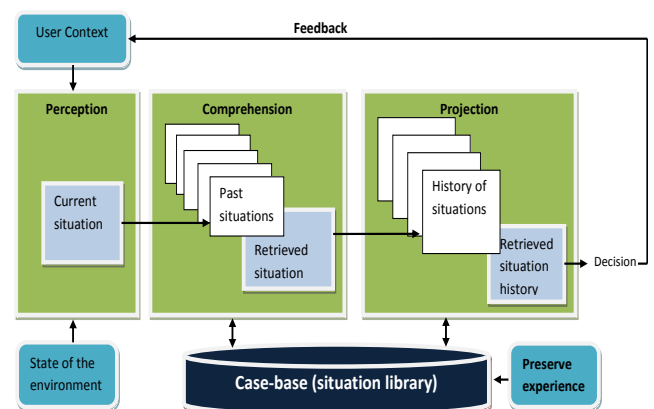 User Context
Feedback
Perception
Comprehension
Projection
Current
situation
Past
situations
Retrieved
situation
History of
situations
Retrieved
situation
history
Decision
State of the
environment
Case-base (situation library)
Preserve
experience